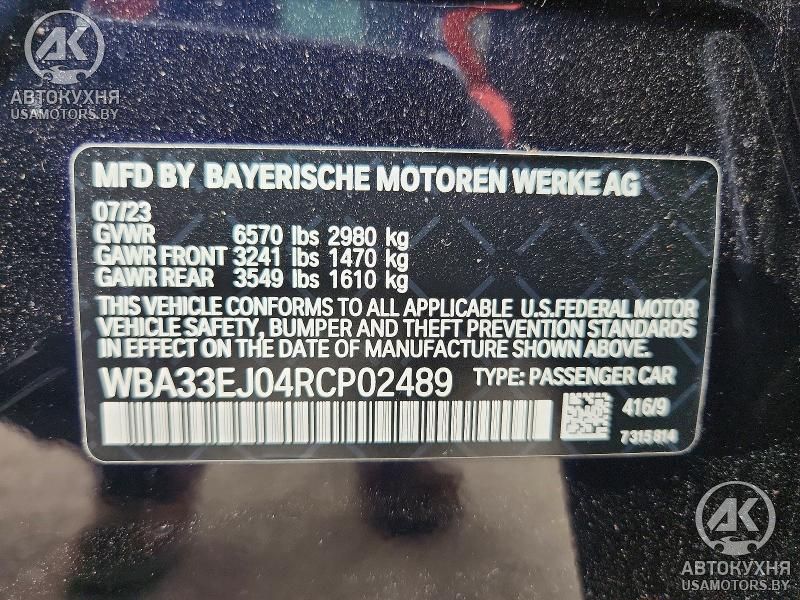 AK
АВТОКУХНЯ
USAMOTORS.BY
MFD BY BAYERISCHE MOTOREN WERKE AG
07/23
GVWR 6570 lbs 2980 kg
GAWR FRONT 3241 lbs 1470 kg
GAWR REAR 3549 lbs 1610 kg
THIS VEHICLE CONFORMS TO ALL APPLICABLE U.S.FEDERAL MOTOR
VEHICLE SAFETY, BUMPER AND THEFT PREVENTION STANDARDS
IN EFFECT ON THE DATE OF MANUFACTURE SHOWN ABOVE.
WBA33EJ04RCP02489 TYPE: PASSENGER CAR
416/9
7315914
AK
АВТОКУХНЯ
USAMOTORS.BY